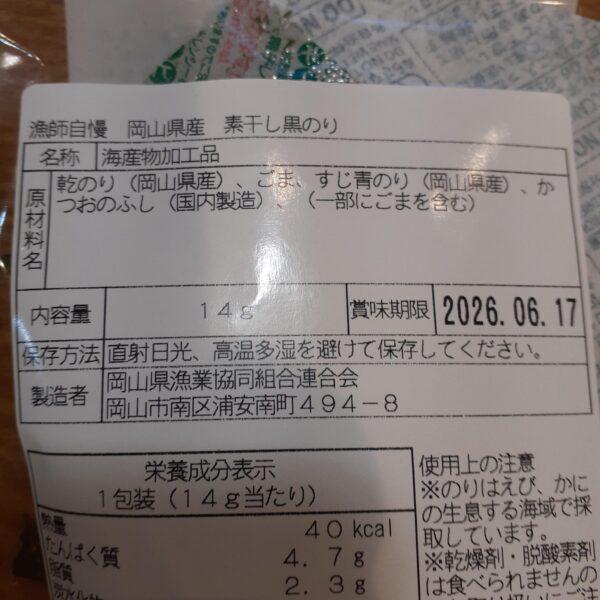 漁師自慢　岡山県産　素干し黒のり
名称 海産物加工品
原材料名 乾のり（岡山県産）、ごま、すじ青のり（岡山県産）、か
つおのふし（国内製造）、（一部にごまを含む）
内容量 １４ｇ 賞味期限 2026.06.17
保存方法 直射日光、高温多湿を避けて保存してください。
製造者 岡山県漁業協同組合連合会
岡山市南区浦安南町４９４－８
栄養成分表示
１包装（１４ｇ当たり）
熱量 ４０kcal
たんぱく質 ４.７g
脂質 ２.３g
使用上の注意
※のりはえび、かに
の生息する海域で採
取しています。
※乾燥剤・脱酸素剤
は食べられませんの